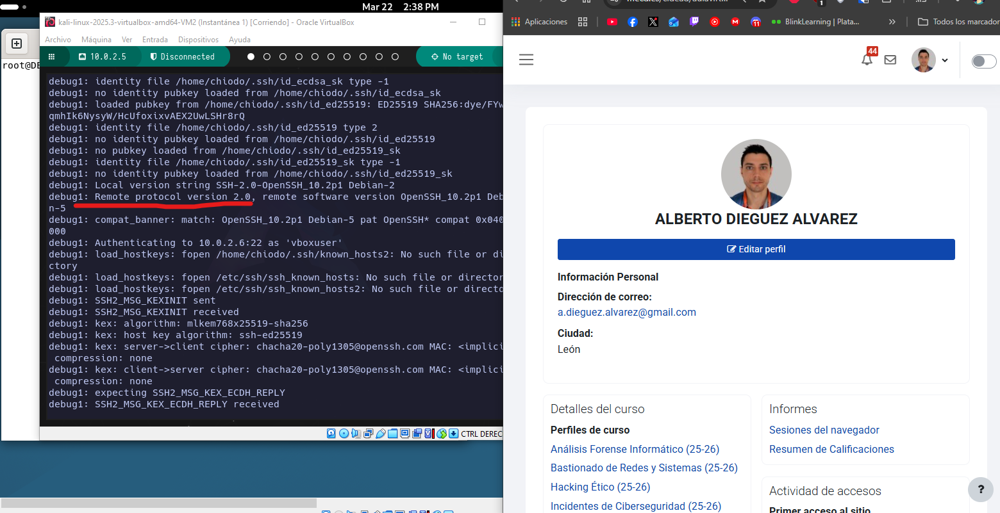 Mar 22 2:38 PM
root@DE
kali-linux-2025.3-virtualbox-amd64-VM2 (Instantánea 1) [Corriendo] - Oracle VirtualBox
Archivo Máquina Ver Entrada Dispositivos Ayuda
10.0.2.5 Disconnected No target
debug1: identity file /home/chiodo/.ssh/id_ecdsa_sk type -1
debug1: no identity pubkey loaded from /home/chiodo/.ssh/id_ecdsa_sk
debug1: loaded pubkey from /home/chiodo/.ssh/id_ed25519: ED25519 SHA256:dye/FYw
qmhIk6NysyW/HcUfoxixvAEX2UwLSHr8rQ
debug1: identity file /home/chiodo/.ssh/id_ed25519 type 2
debug1: no identity pubkey loaded from /home/chiodo/.ssh/id_ed25519
debug1: no pubkey loaded from /home/chiodo/.ssh/id_ed25519_sk
debug1: identity file /home/chiodo/.ssh/id_ed25519_sk type -1
debug1: no identity pubkey loaded from /home/chiodo/.ssh/id_ed25519_sk
debug1: Local version string SSH-2.0-OpenSSH_10.2p1 Debian-2
debug1: Remote protocol version 2.0, remote software version OpenSSH_10.2p1 Deb
n-5
debug1: compat_banner: match: OpenSSH_10.2p1 Debian-5 pat OpenSSH* compat 0x040
000
debug1: Authenticating to 10.0.2.6:22 as 'vboxuser'
debug1: load_hostkeys: fopen /home/chiodo/.ssh/known_hosts2: No such file or di
ctory
debug1: load_hostkeys: fopen /etc/ssh/ssh_known_hosts: No such file or director
debug1: load_hostkeys: fopen /etc/ssh/ssh_known_hosts2: No such file or directo
debug1: SSH2_MSG_KEXINIT sent
debug1: SSH2_MSG_KEXINIT received
debug1: kex: algorithm: mlkem768x25519-sha256
debug1: kex: host key algorithm: ssh-ed25519
debug1: kex: server->client cipher: chacha20-poly1305@openssh.com MAC: <implici
compression: none
debug1: kex: client->server cipher: chacha20-poly1305@openssh.com MAC: <implici
compression: none
debug1: expecting SSH2_MSG_KEX_ECDH_REPLY
debug1: SSH2_MSG_KEX_ECDH_REPLY received
CTRL DEREC
1
Aplicaciones 11 BlinkLearning | Plata... » Todos los marcador
44
ALBERTO DIEGUEZ ALVAREZ
Editar perfil
Información Personal
Dirección de correo:
a.dieguez.alvarez@gmail.com
Ciudad:
León
Detalles del curso
Perfiles de curso
Análisis Forense Informático (25-26)
Bastionado de Redes y Sistemas (25-26)
Hacking Ético (25-26)
Incidentes de Ciberseguridad (25-26)
Informes
Sesiones del navegador
Resumen de Calificaciones
Actividad de accesos
Primer acceso al sitio
?